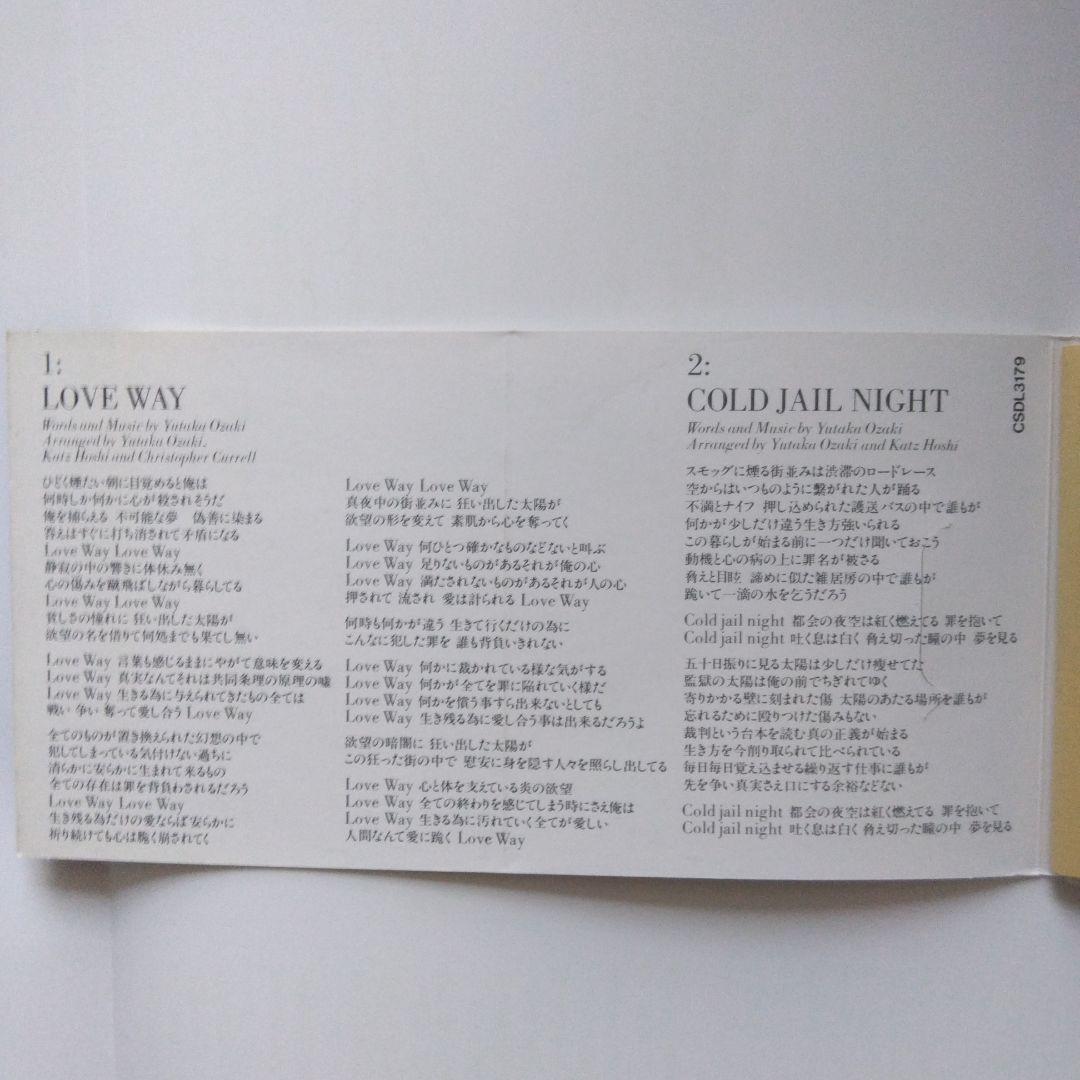 1:
LOVE WAY
Words and Music by Yutaka Ozaki
Arranged by Yutaka Ozaki,
Katz Hoshi and Christopher Currell
ひどく煙たい朝に目覚めると俺は
何時しか何かに心が殺されそうだ
俺を捕らえる 不可能な夢 偽善に染まる
答えはすぐに打ち消されて矛盾になる
Love Way Love Way
静寂の中の響きに体休み無く
心の傷みを蹴飛ばしながら暮らしてる
Love Way Love Way
貧しさの憧れに 狂い出した太陽が
欲望の名を借りて何処までも果てし無い
Love Way 言葉も感じるままにやがて意味を変える
Love Way 真実なんてそれは共同条理の原理の嘘
Love Way 生きる為に与えられてきたもの全ては
戦い 争い 奪って愛し合う Love Way
全てのものが置き換えられた幻想の中で
犯してしまっている気付けない過ちに
清らかに安らかに生まれて来るもの
全ての存在は罪を背負わされるだろう
Love Way Love Way
生き残る為だけの愛ならば安らかに
祈り続けても心は脆く崩されてく
Love Way Love Way
真夜中の街並みに 狂い出した太陽が
欲望の形を変えて 素肌から心を奪ってく
Love Way 何ひとつ確かなものなどないと叫ぶ
Love Way 足りないものがあるそれが俺の心
Love Way 満たされないものがあるそれが人の心
押されて 流され 愛は計られる Love Way
何時も何かが違う 生きて行くだけの為に
こんなに犯した罪を 誰も背負いきれない
Love Way 何かに裁かれている様な気がする
Love Way 何かが全てを罪に陥れていく様だ
Love Way 何かを償う事すら出来ないとしても
Love Way 生き残る為に愛し合う事は出来るだろうよ
欲望の暗闇に 狂い出した太陽が
この狂った街の中で 慰安に身を隠す人々を照らし出してる
Love Way 心と体を支えている炎の欲望
Love Way 全ての終わりを感じてしまう時にさえ俺は
Love Way 生きる為に汚れていく全てが愛しい
人間なんて愛に跪く Love Way
2:
COLD JAIL NIGHT
Words and Music by Yutaka Ozaki
Arranged by Yutaka Ozaki and Katz Hoshi
スモッグに煙る街並みは渋滞のロードレース
空からはいつものように繋がれた人が踊る
不満とナイフ 押し込められた護送バスの中で誰もが
何かが少しだけ違う生き方強いられる
この暮らしが始まる前に一つだけ聞いておこう
動機と心の病の上に罪名が被さる
脅えと目眩 諦めに似た雑居房の中で誰もが
跪いて一滴の水を乞うだろう
Cold jail night 都会の夜空は紅く燃えてる 罪を抱いて
Cold jail night 吐く息は白く 脅え切った瞳の中 夢を見る
五十日振りに見る太陽は少しだけ痩せてた
監獄の太陽は俺の前でちぎれてゆく
寄りかかる壁に刻まれた傷 太陽のあたる場所を誰もが
忘れるために殴りつけた傷みもない
裁判という台本を読む真の正義が始まる
生き方を今削り取られて比べられている
毎日毎日覚え込ませる繰り返す仕事に誰もが
先を争い真実さえ口にする余裕などない
Cold jail night 都会の夜空は紅く燃えてる 罪を抱いて
Cold jail night 吐く息は白く 脅え切った瞳の中 夢を見る
CSDL3179